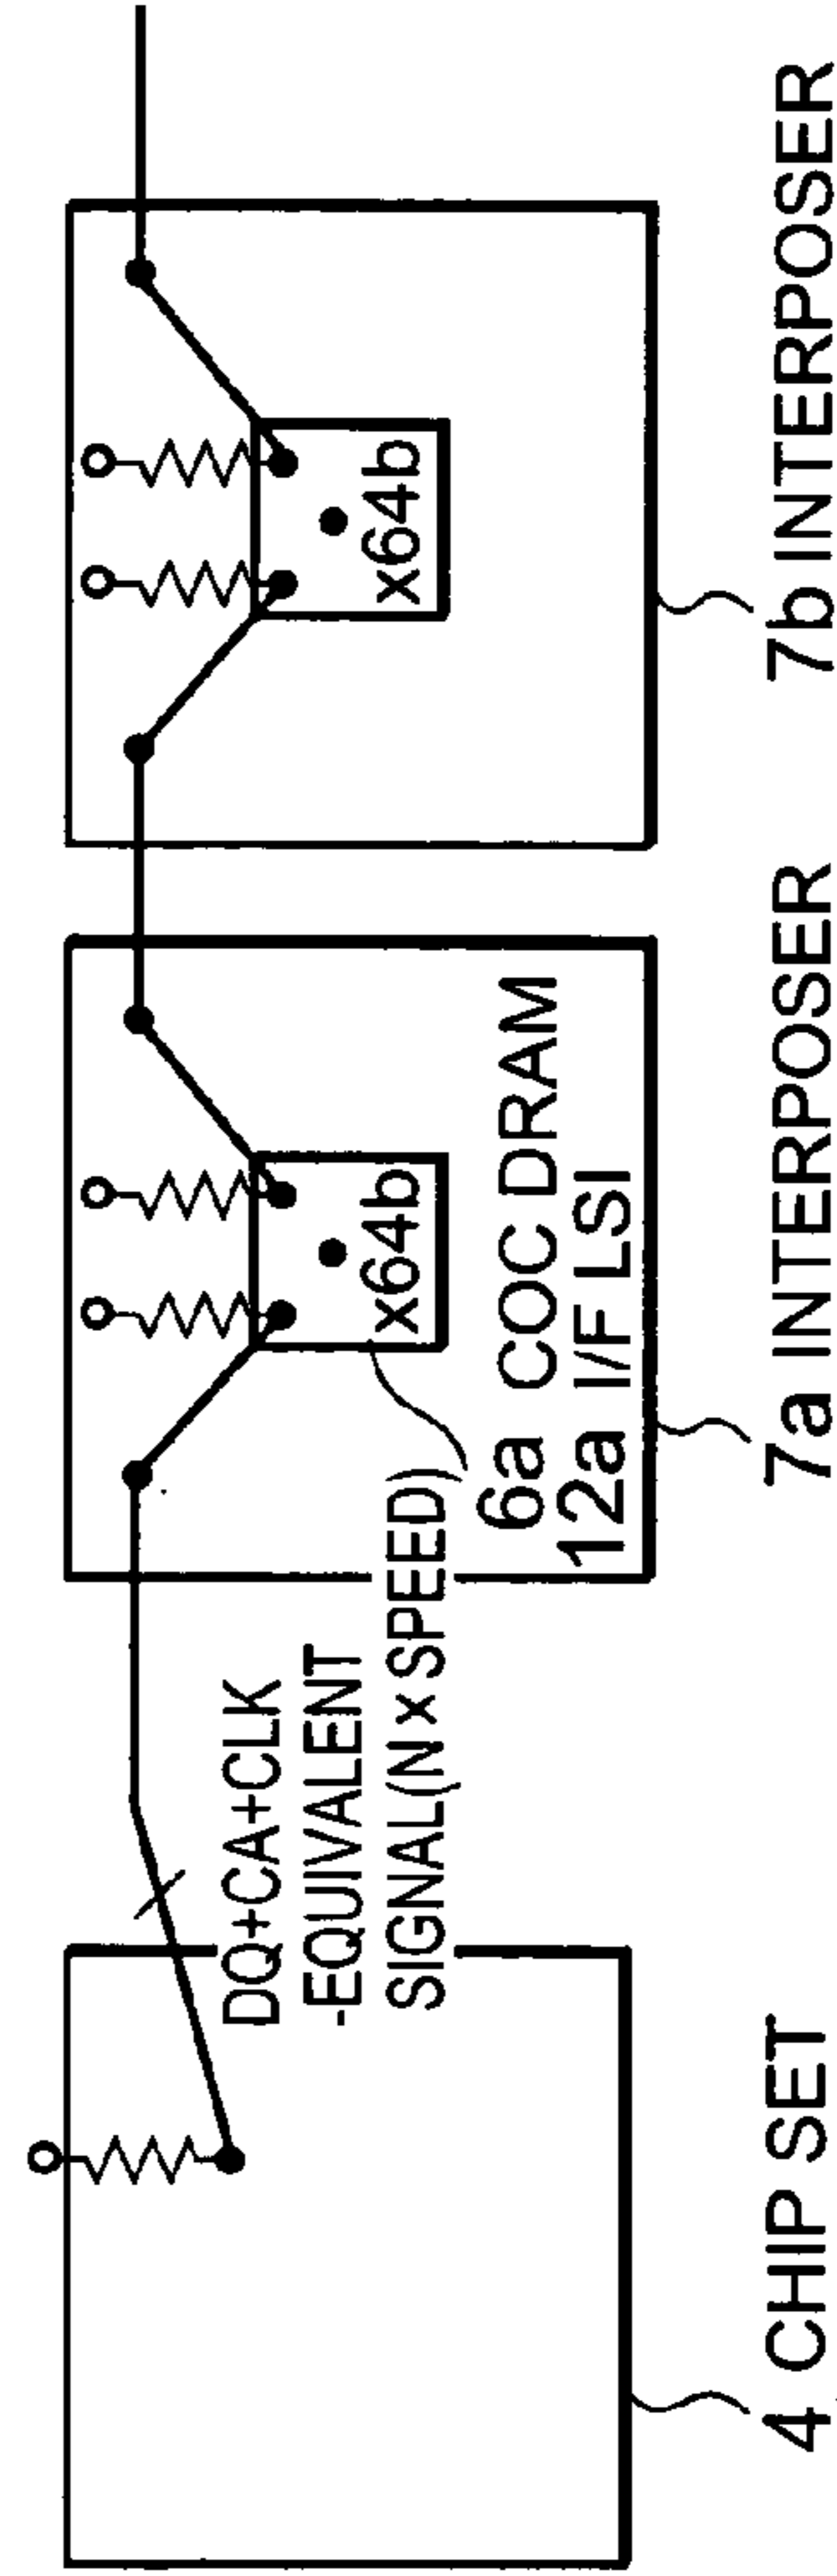 DQ+CA+CLK
-EQUIVALENT
SIGNAL(N x SPEED)
x64b
x64b
6a COC DRAM
12a I/F LSI
4 CHIP SET
7a INTERPOSER
7b INTERPOSER